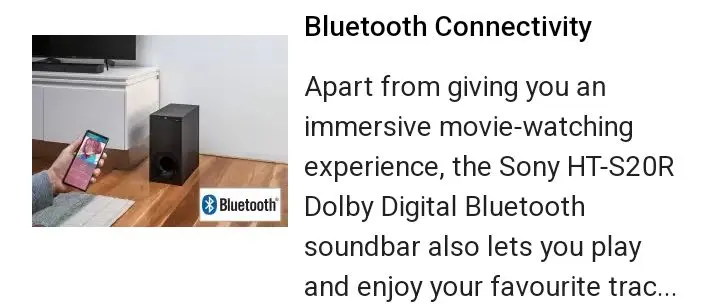 Bluetooth Connectivity
Apart from giving you an
immersive movie-watching
experience, the Sony HT-S20R
Dolby Digital Bluetooth
soundbar also lets you play
and enjoy your favourite trac...
Bluetooth®